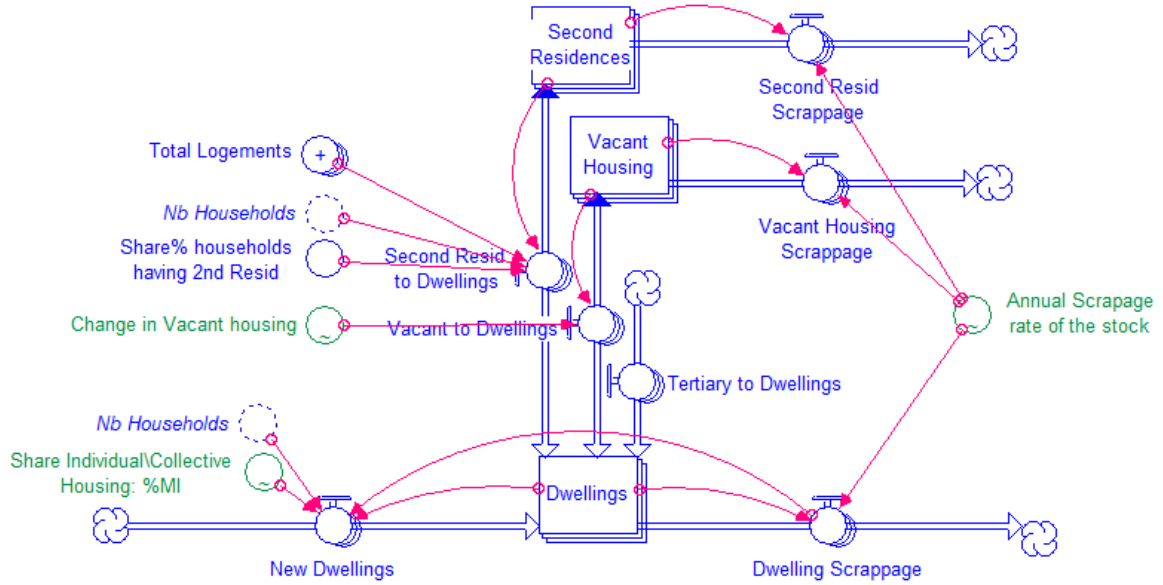 Second
Residences
Second Resid
Scrappage
Total Logements
+
Vacant
Housing
Nb Households
Share% households
having 2nd Resid
Second Resid
to Dwellings
Vacant Housing
Scrappage
Change in Vacant housing
~
Vacant to Dwellings
Annual Scrapage
rate of the stock
~
Tertiary to Dwellings
Nb Households
Share Individual\Collective
Housing: %MI
~
Dwellings
New Dwellings
Dwelling Scrappage